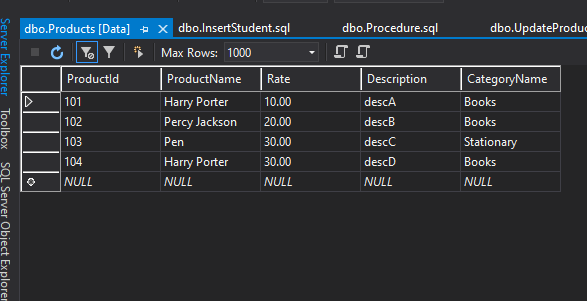 dbo.Products [Data] dbo.InsertStudent.sql dbo.Procedure.sql dbo.UpdateProduc
Max Rows: 1000
ProductId ProductName Rate Description CategoryName
101 Harry Porter 10.00 descA Books
102 Percy Jackson 20.00 descB Books
103 Pen 30.00 descC Stationary
104 Harry Porter 30.00 descD Books
NULL NULL NULL NULL NULL
Server Explorer
Toolbox
SQL Server Object Explorer